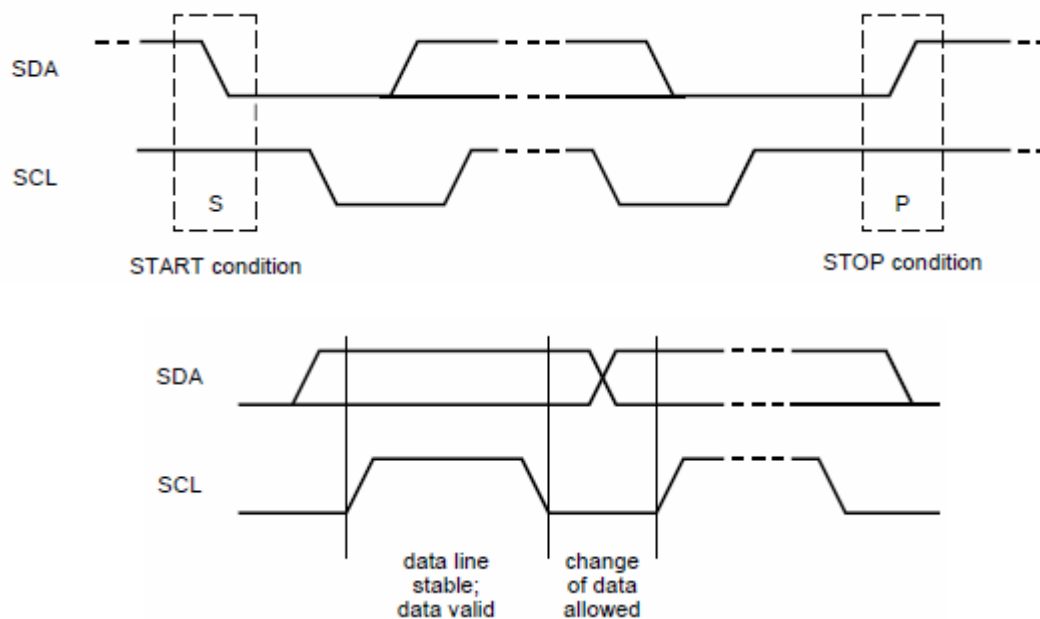 SDA
SCL
S
P
START condition
STOP condition
SDA
SCL
data line
stable;
data valid
change
of data
allowed